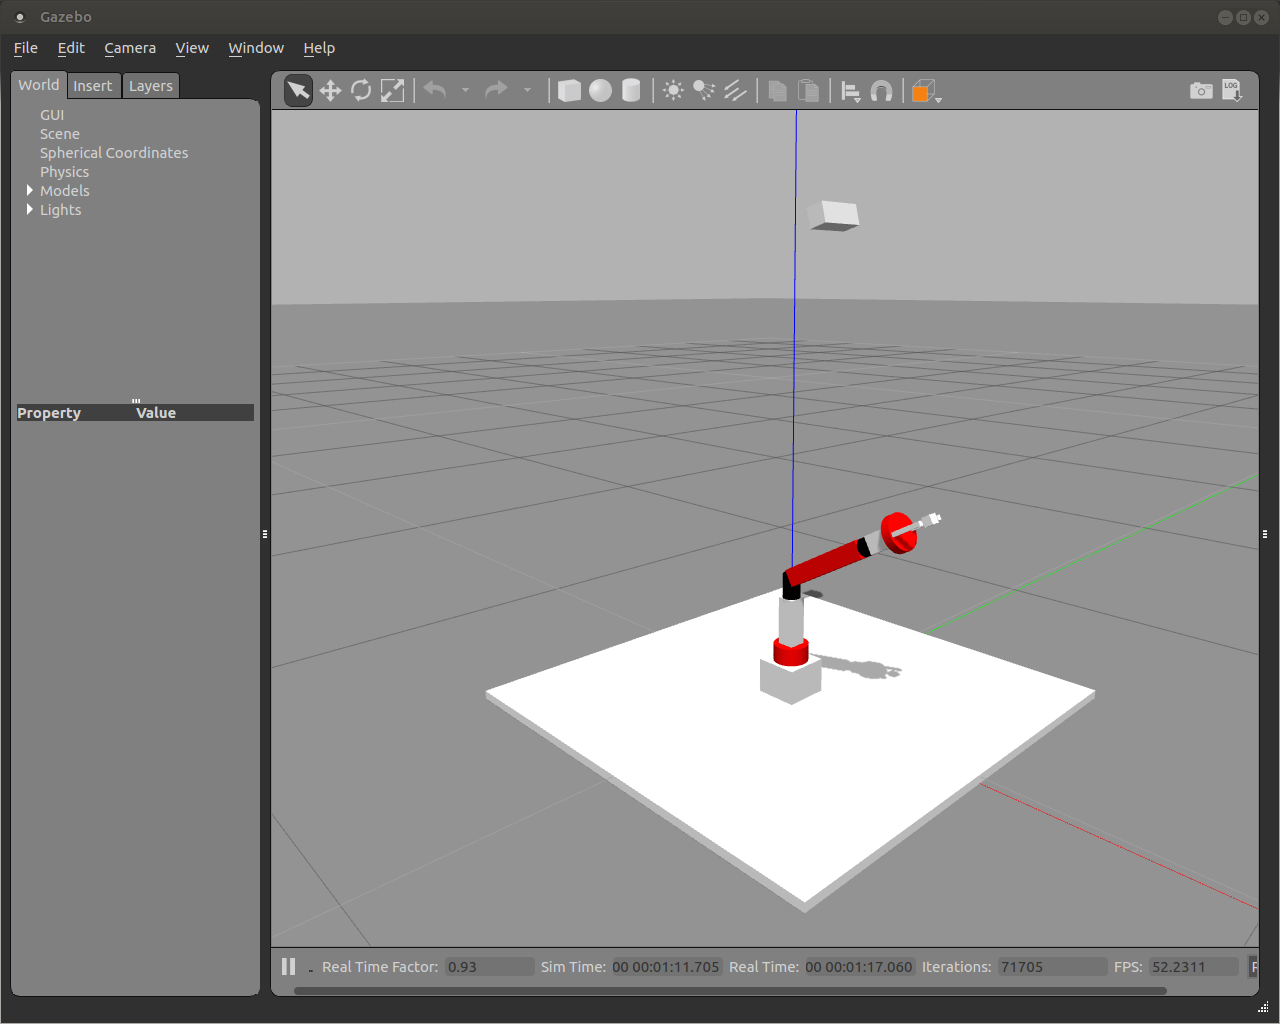 Gazebo
File Edit Camera View Window Help
World Insert Layers
GUI
Scene
Spherical Coordinates
Physics
Models
Lights
Property Value
LOG
Real Time Factor: 0.93 Sim Time: 00 00:01:11.705 Real Time: 00 00:01:17.060 Iterations: 71705 FPS: 52.2311